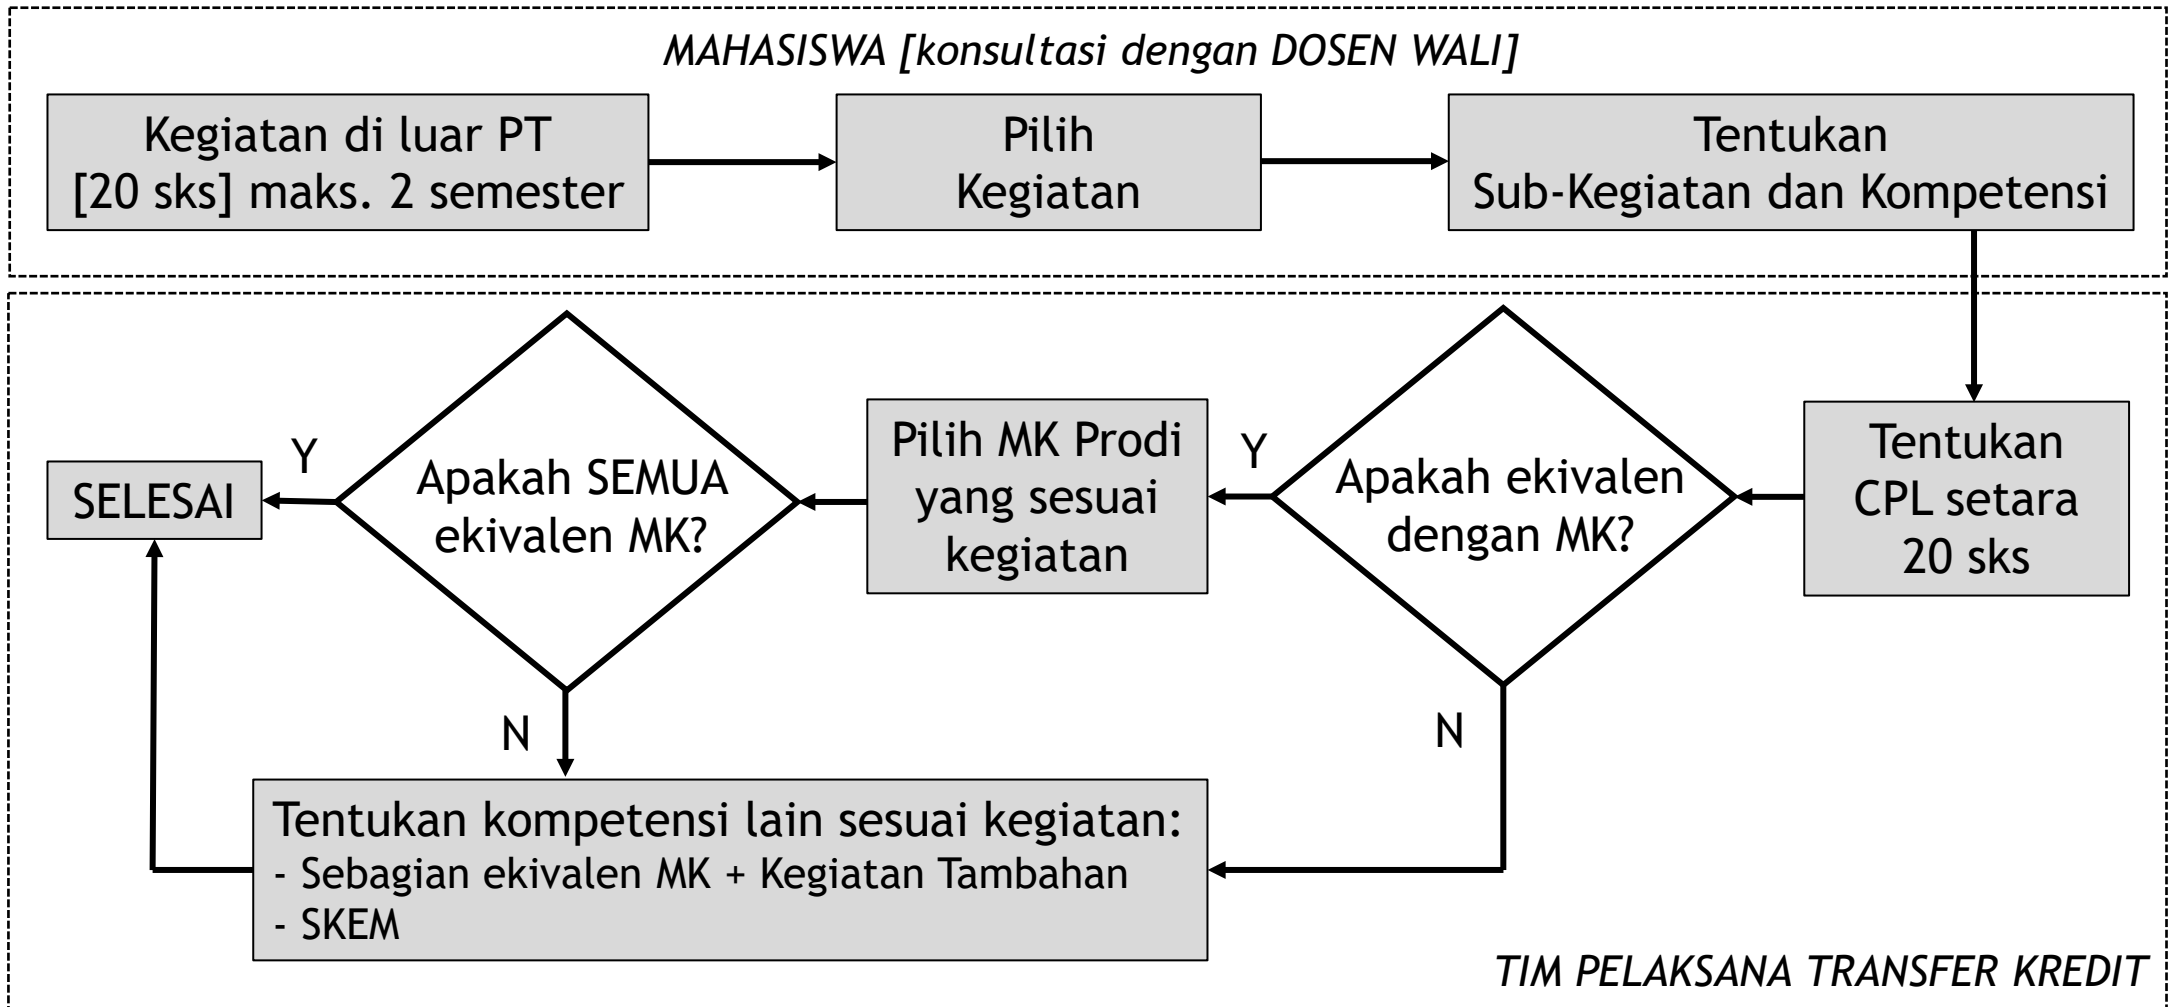 MAHASISWA [konsultasi dengan DOSEN WALI]
Kegiatan di luar PT
[20 sks] maks. 2 semester
Pilih
Kegiatan
Tentukan
Sub-Kegiatan dan Kompetensi
Tentukan
CPL setara
20 sks
Apakah ekivalen
dengan MK?
Y
N
Pilih MK Prodi
yang sesuai
kegiatan
Apakah SEMUA
ekivalen MK?
Y
N
SELESAI
Tentukan kompetensi lain sesuai kegiatan:
- Sebagian ekivalen MK + Kegiatan Tambahan
- SKEM
TIM PELAKSANA TRANSFER KREDIT